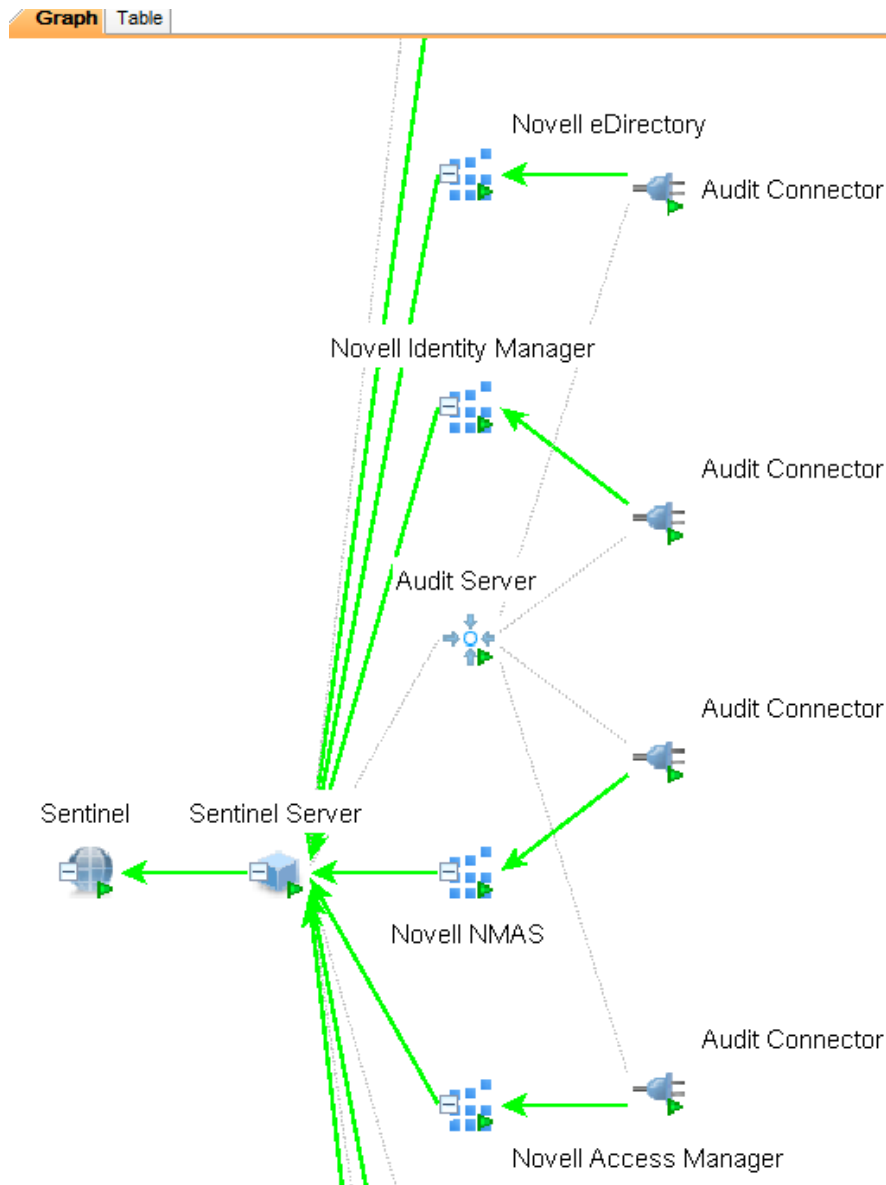 Graph Table
Novell eDirectory
Audit Connector
Novell Identity Manager
Audit Connector
Audit Server
Audit Connector
Sentinel Sentinel Server
Novell NMAS
Audit Connector
Novell Access Manager